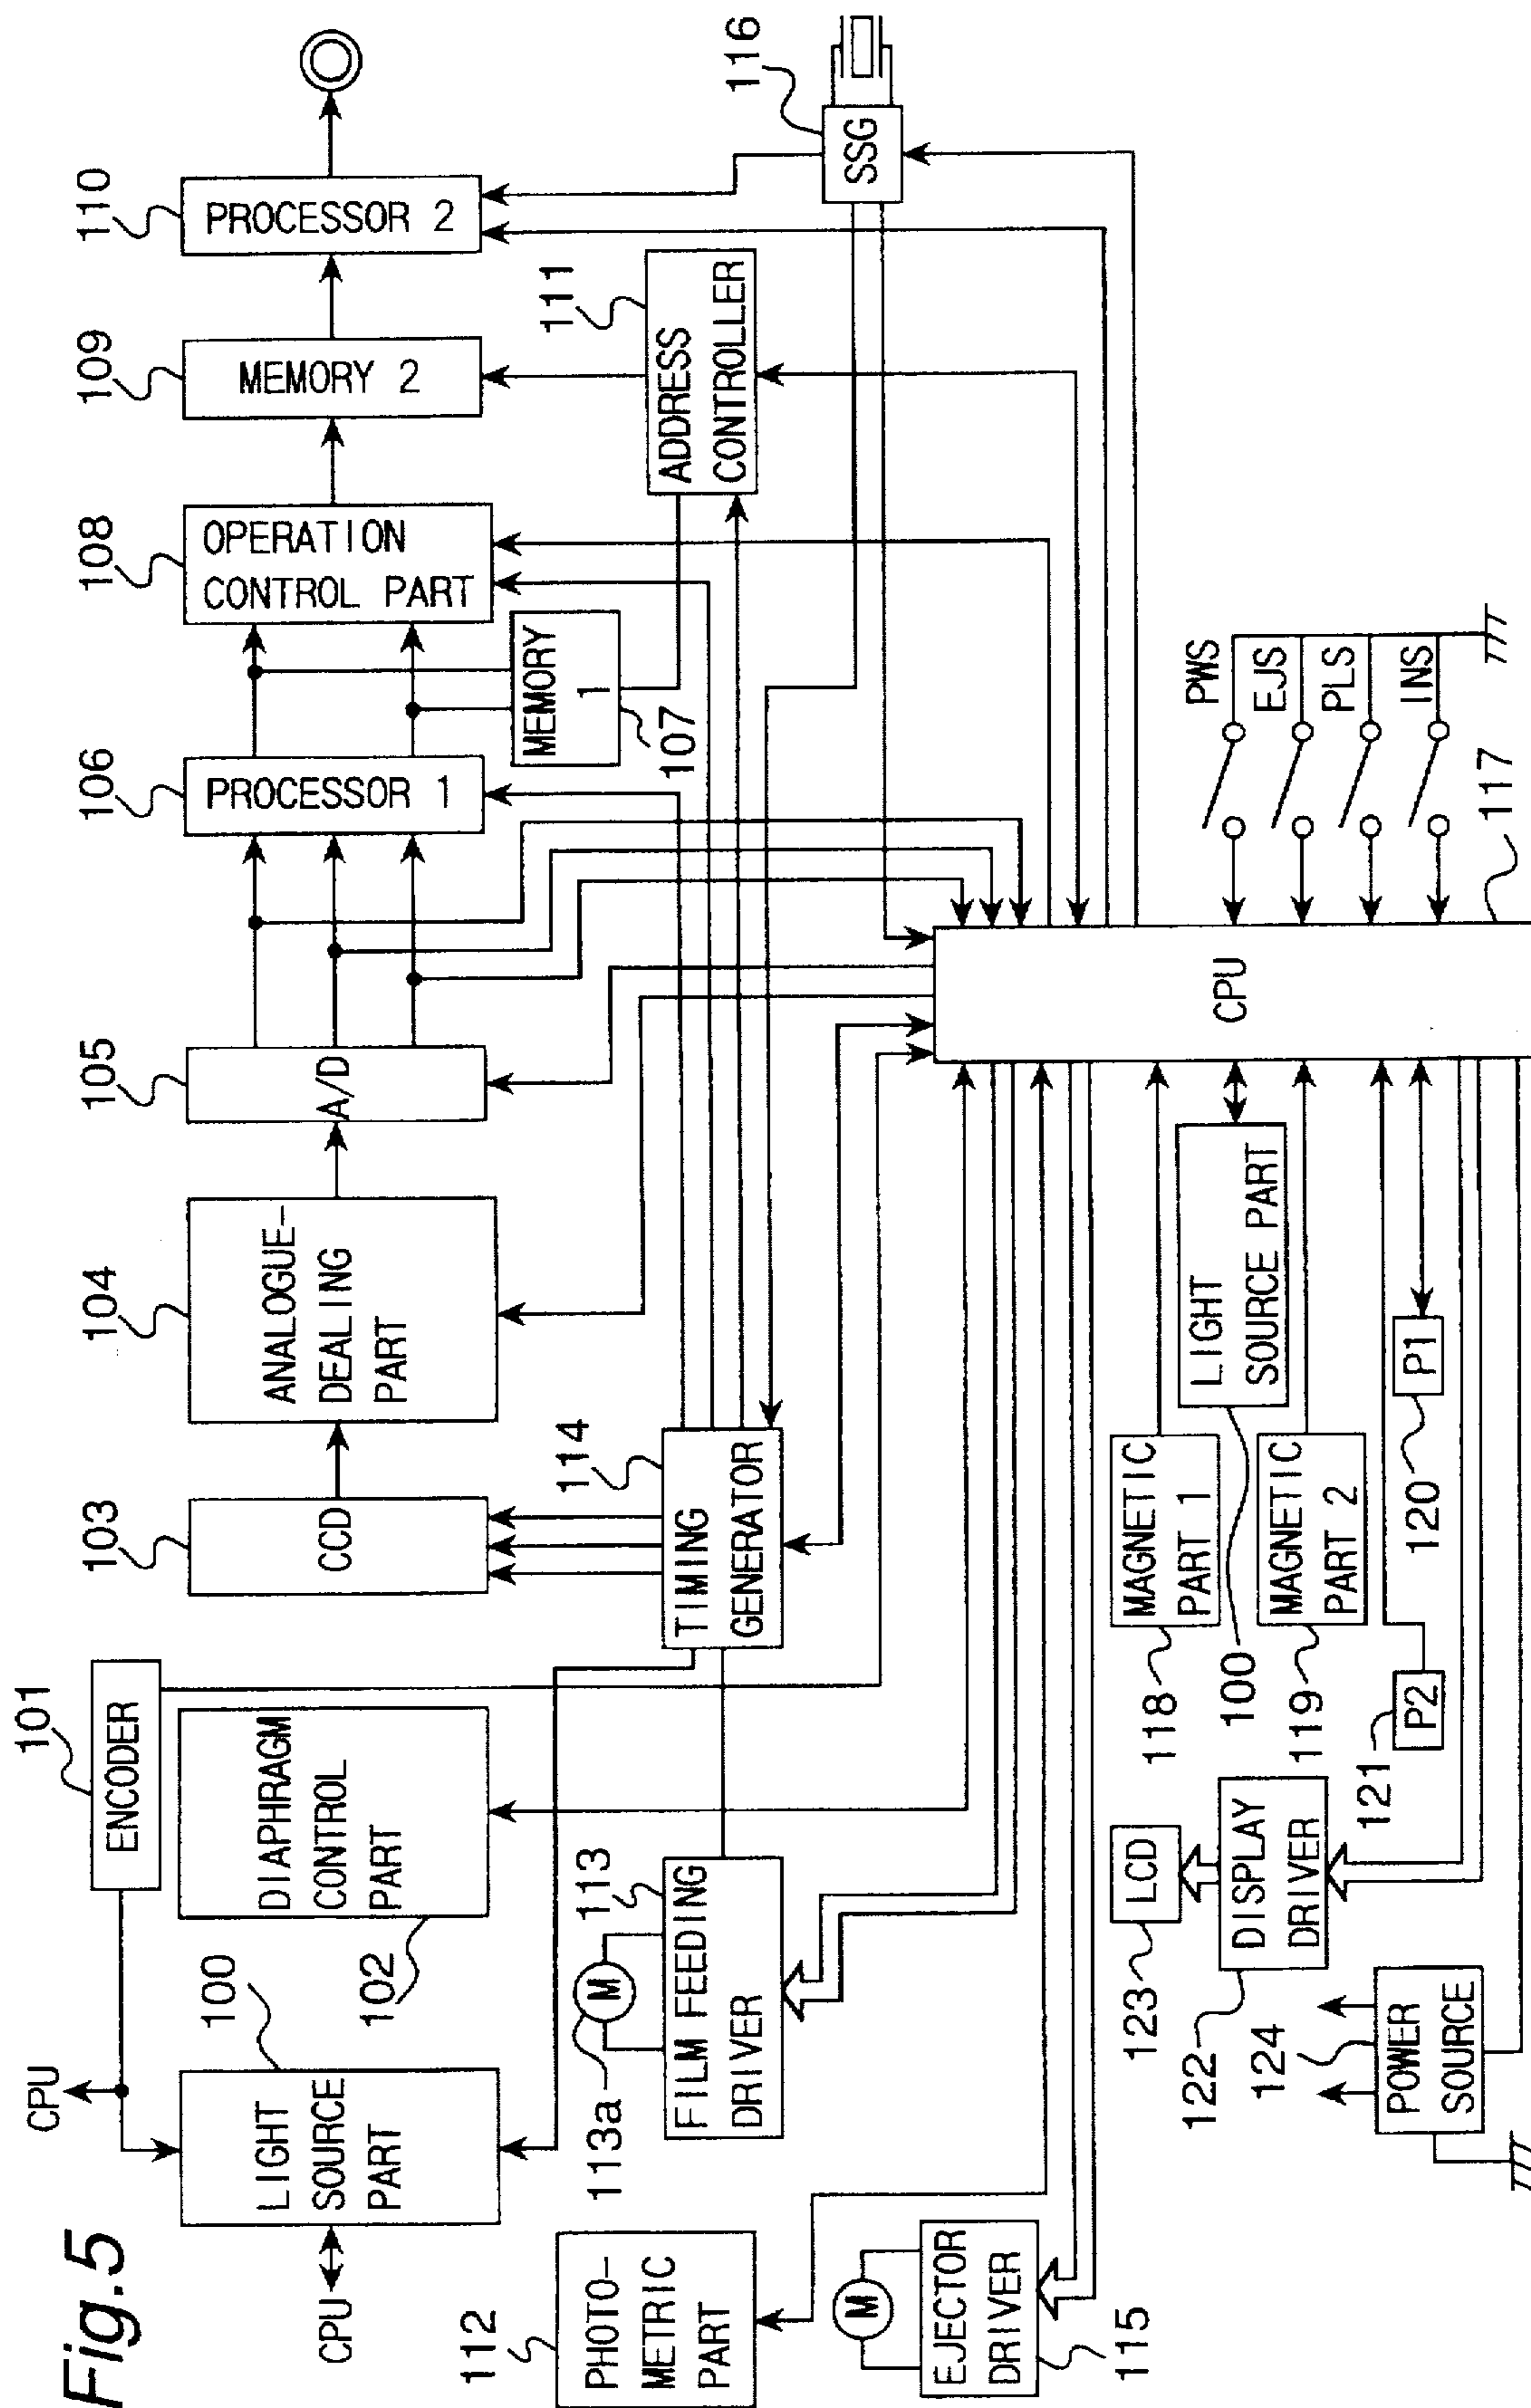 Fig.5
CPU
CPU
LIGHT
SOURCE
PART
100
ENCODER
101
DIAPHRAGM
CONTROL
PART
102
CCD
103
ANALOGUE-
DEALING
PART
104
A/D
105
PROCESSOR 1
106
MEMORY
1
107
OPERATION
CONTROL PART
108
MEMORY 2
109
PROCESSOR 2
110
ADDRESS
CONTROLLER
111
PHOTO-
METRIC
PART
112
M
113a
FILM FEEDING
DRIVER
113
TIMING
GENERATOR
114
M
EJECTOR
DRIVER
115
SSG
116
CPU
117
PWS
EJS
PLS
INS
MAGNETIC
PART 1
118
LIGHT
SOURCE PART
100
MAGNETIC
PART 2
119
P1
120
P2
121
DISPLAY
DRIVER
122
LCD
123
POWER
SOURCE
124